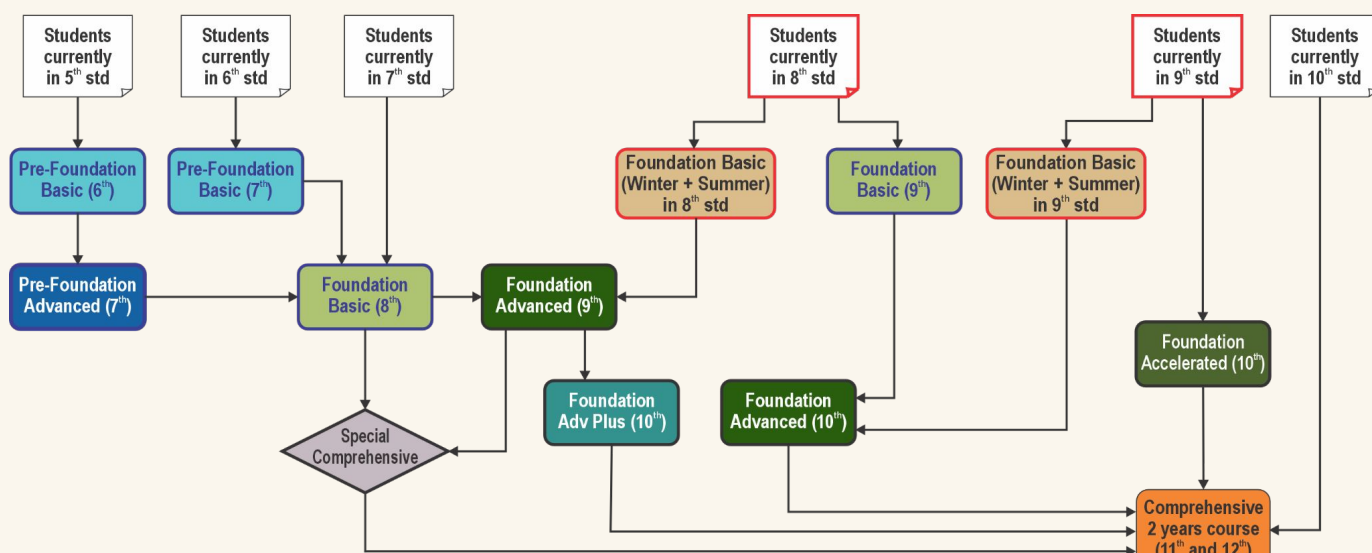 Students
currently
in 5th std
Students
currently
in 6th std
Students
currently
in 7th std
Students
currently
in 8th std
Students
currently
in 9th std
Students
currently
in 10th std
Pre-Foundation
Basic (6th)
Pre-Foundation
Basic (7th)
Foundation Basic
(Winter + Summer)
in 8th std
Foundation
Basic (9th)
Foundation Basic
(Winter + Summer)
in 9th std
Pre-Foundation
Advanced (7th)
Foundation
Basic (8th)
Foundation
Advanced (9th)
Foundation
Accelerated (10th)
Foundation
Adv Plus (10th)
Foundation
Advanced (10th)
Special
Comprehensive
Comprehensive
2 years course
(11th and 12th)